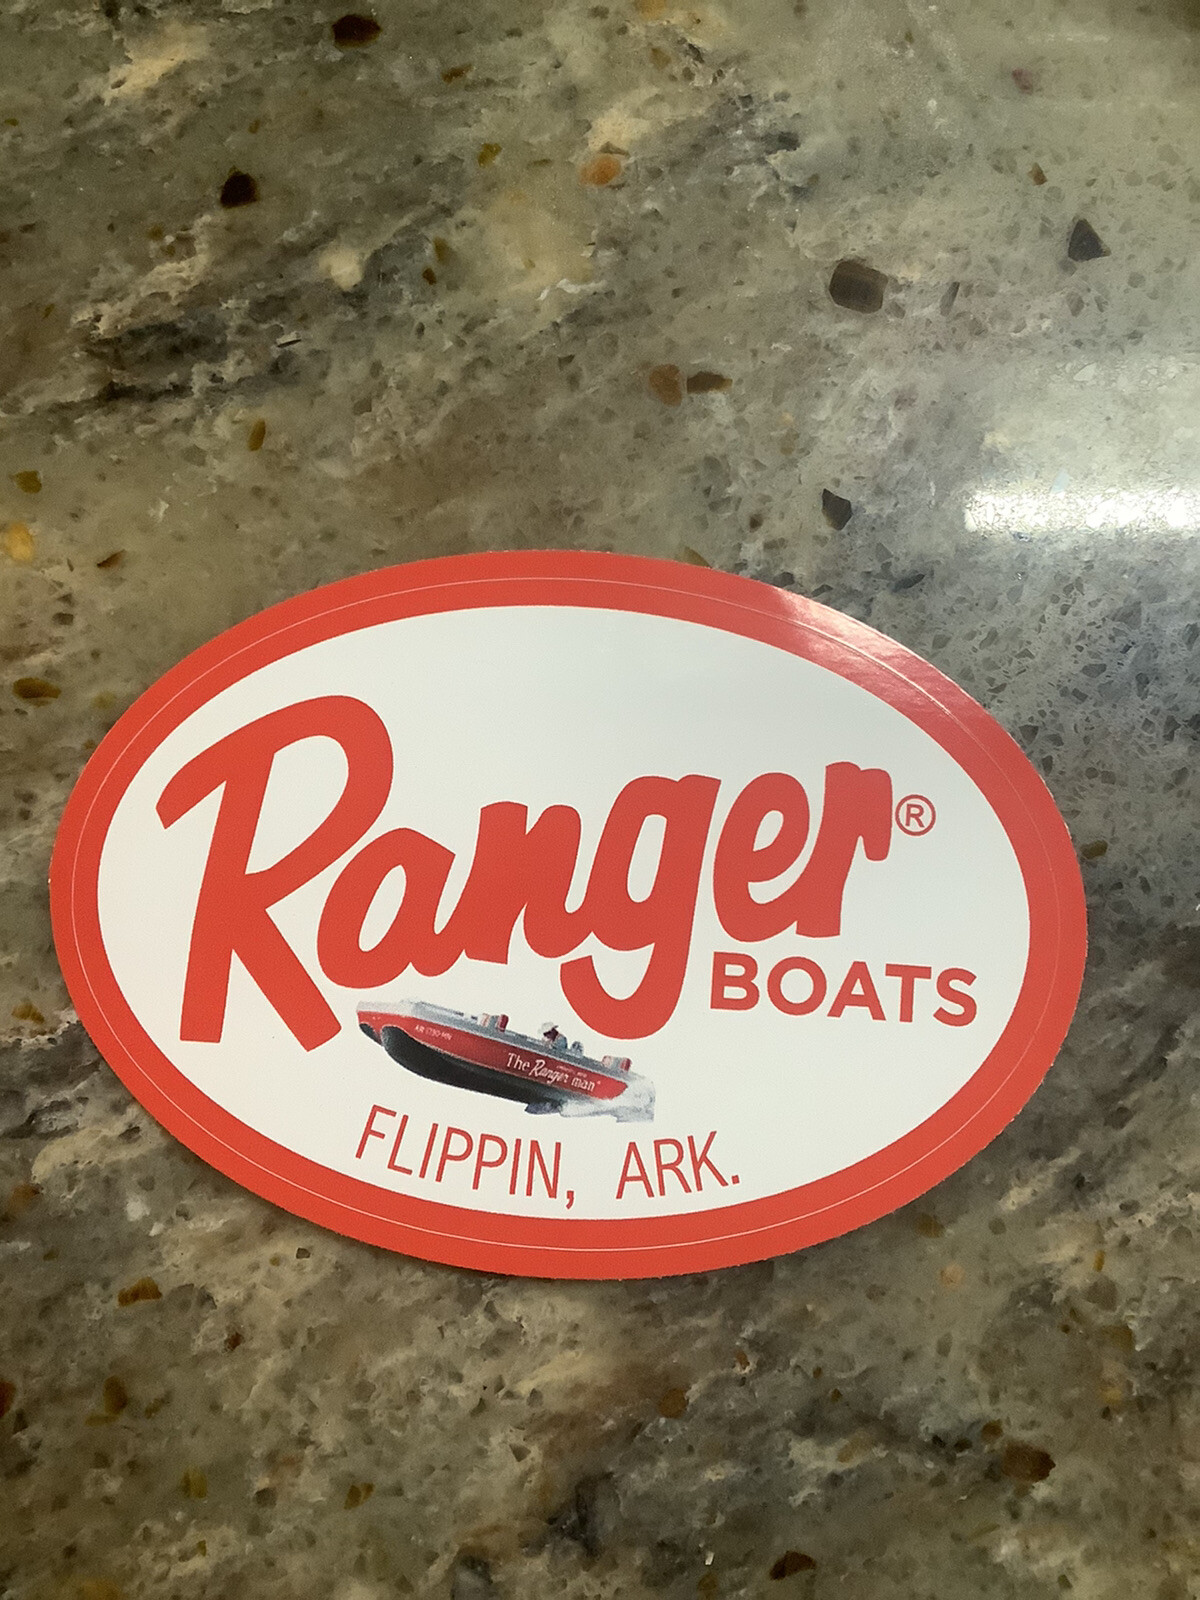 Ranger®
BOATS
The Ranger man
FLIPPIN, ARK.